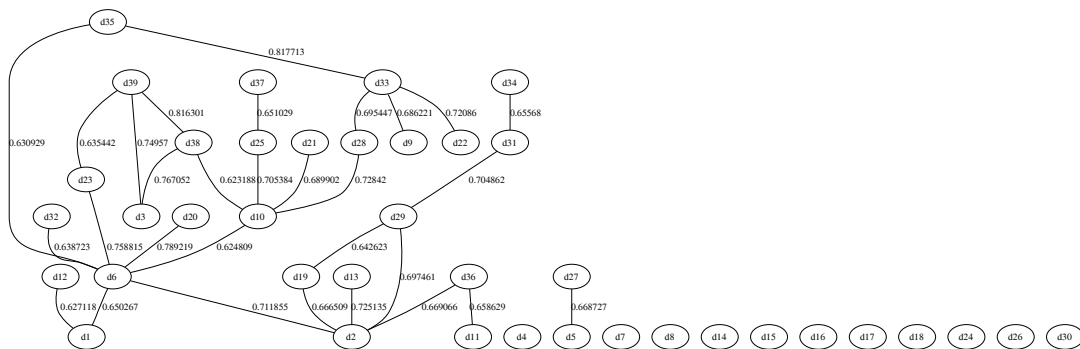 d35
0.817713
d39 d37 d33 d34
0.816301 0.651029 0.695447 0.686221 0.72086 0.65568
0.630929 0.635442 0.74957 d38 d25 d21 d28 d9 d22 d31
d23 0.767052 0.623188 0.705384 0.689902 0.72842 0.704862
d32 d3 d20 d10 d29
0.638723 0.758815 0.789219 0.624809 0.642623
d12 d6 d19 d13 0.697461 d36 d27
0.627118 0.650267 0.711855 0.666509 0.725135 0.669066 0.658629 0.668727
d1 d2 d11 d4 d5 d7 d8 d14 d15 d16 d17 d18 d24 d26 d30